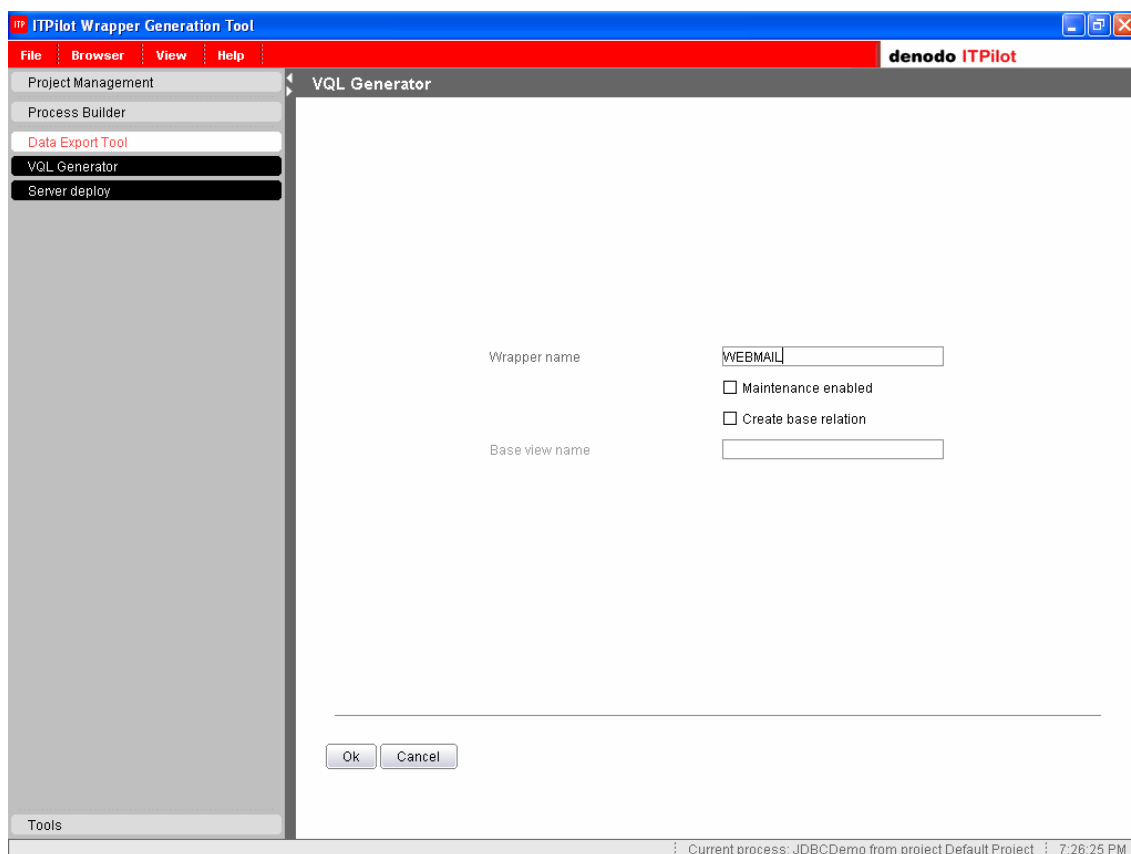 ITP ITPilot Wrapper Generation Tool
File Browser View Help denodo ITPilot
Project Management
VQL Generator
Process Builder
Data Export Tool
VQL Generator
Server deploy
Wrapper name WEBMAIL
Maintenance enabled
Create base relation
Base view name
Ok Cancel
Tools
Current process: JDBCDemo from project Default Project 7:26:25 PM